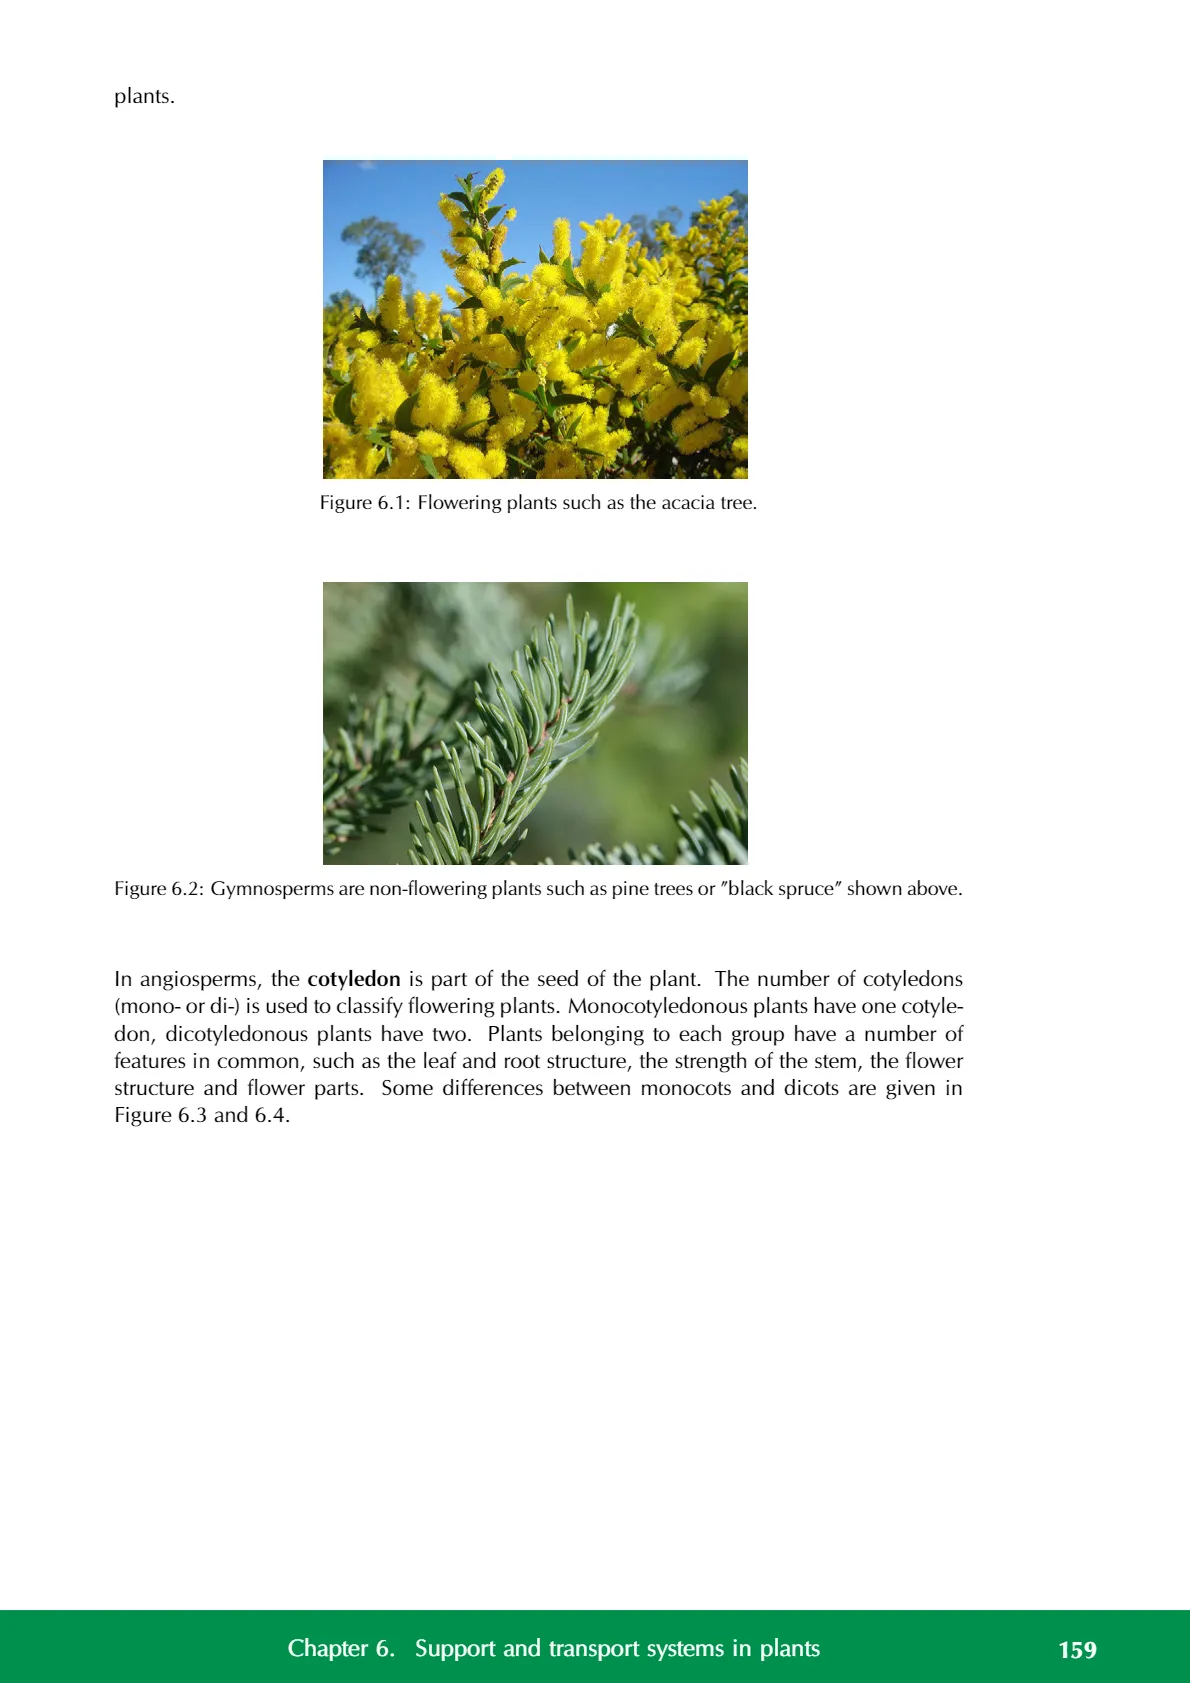 plants.
Figure 6.1: Flowering plants such as the acacia tree.
Figure 6.2: Gymnosperms are non-flowering plants such as pine trees or ″black spruce″ shown above.
In angiosperms, the cotyledon is part of the seed of the plant. The number of cotyledons
(mono- or di-) is used to classify flowering plants. Monocotyledonous plants have one cotyle-
don, dicotyledonous plants have two. Plants belonging to each group have a number of
features in common, such as the leaf and root structure, the strength of the stem, the flower
structure and flower parts. Some differences between monocots and dicots are given in
Figure 6.3 and 6.4.
Chapter 6. Support and transport systems in plants 159